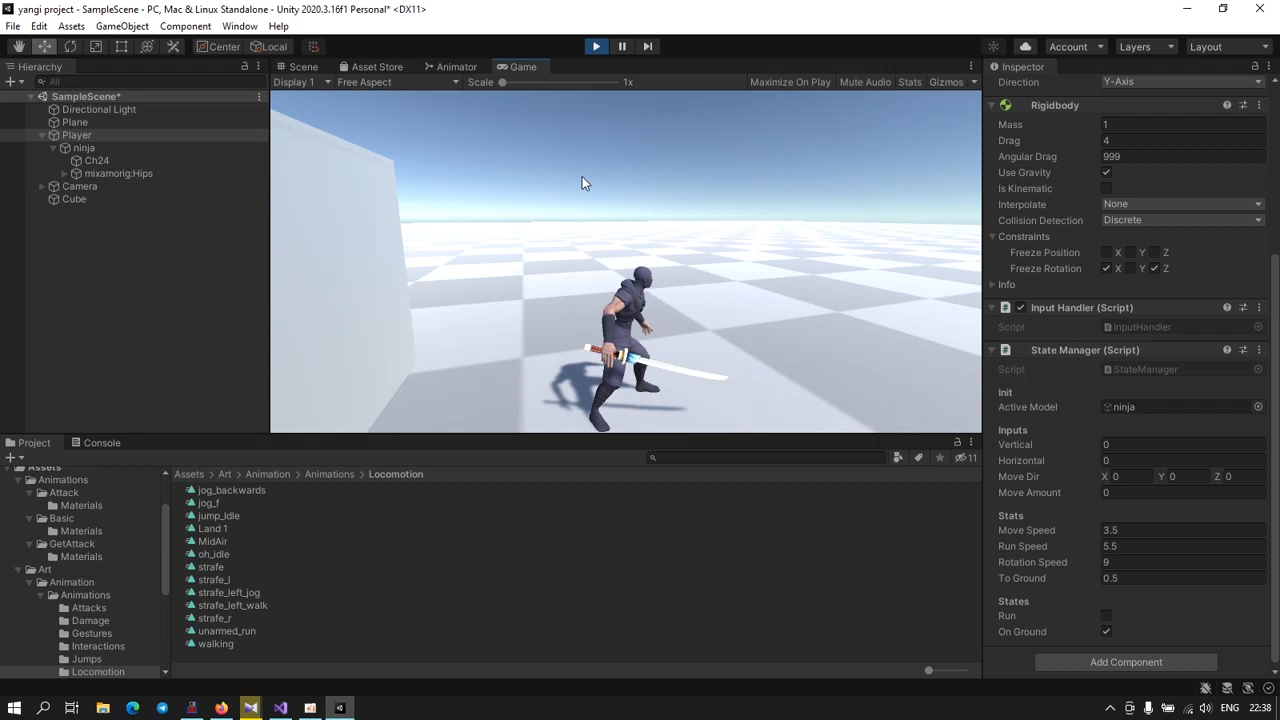 yangi project - SampleScene - PC, Mac & Linux Standalone - Unity 2020.3.16f1 Personal* <DX11>
File Edit Assets GameObject Component Window Help
Center Local
Account Layers Layout
Hierarchy
All
SampleScene*
Directional Light
Plane
Player
ninja
Ch24
mixamorig:Hips
Camera
Cube
Scene Asset Store Animator Game
Display 1 Free Aspect Scale 1x Maximize On Play Mute Audio Stats Gizmos
Inspector
Direction Y-Axis
Rigidbody
Mass 1
Drag 4
Angular Drag 999
Use Gravity
Is Kinematic
Interpolate None
Collision Detection Discrete
Constraints
Freeze Position X Y Z
Freeze Rotation X Y Z
Info
Input Handler (Script)
Script InputHandler
State Manager (Script)
Script StateManager
Init
Active Model ninja
Inputs
Vertical 0
Horizontal 0
Move Dir X 0 Y 0 Z 0
Move Amount 0
Stats
Move Speed 3.5
Run Speed 5.5
Rotation Speed 9
To Ground 0.5
States
Run
On Ground
Add Component
Project Console
11
Assets
Animations
Attack
Materials
Basic
Materials
GetAttack
Materials
Art
Animation
Animations
Attacks
Damage
Gestures
Interactions
Jumps
Locomotion
Assets > Art > Animation > Animations > Locomotion
jog_backwards
jog_f
jump_Idle
Land 1
MidAir
oh_idle
strafe
strafe_l
strafe_left_jog
strafe_left_walk
strafe_r
unarmed_run
walking
ENG 22:38